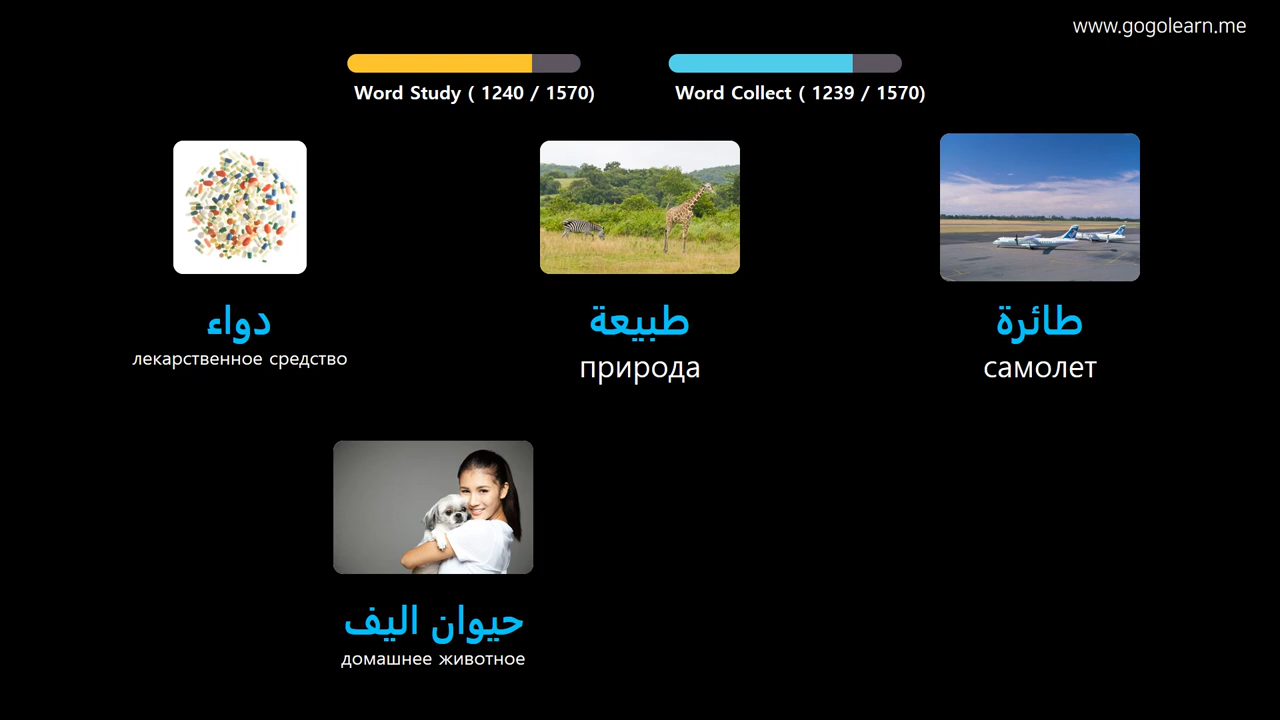 www.gogolearn.me
Word Study ( 1240 / 1570)
Word Collect ( 1239 / 1570)
دواء
лекарственное средство
طبيعة
природа
طائرة
самолет
حيوان اليف
домашнее животное